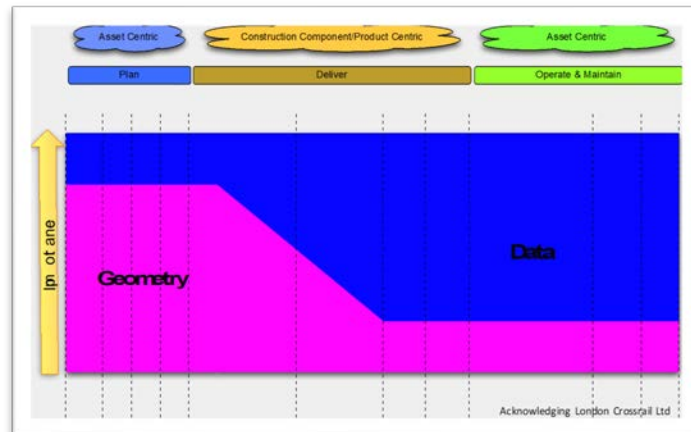 Asset Centric
Construction Component/Product Centric
Asset Centric
Plan
Deliver
Operate & Maintain
Geometry
Data
Acknowledging London Crossrail Ltd